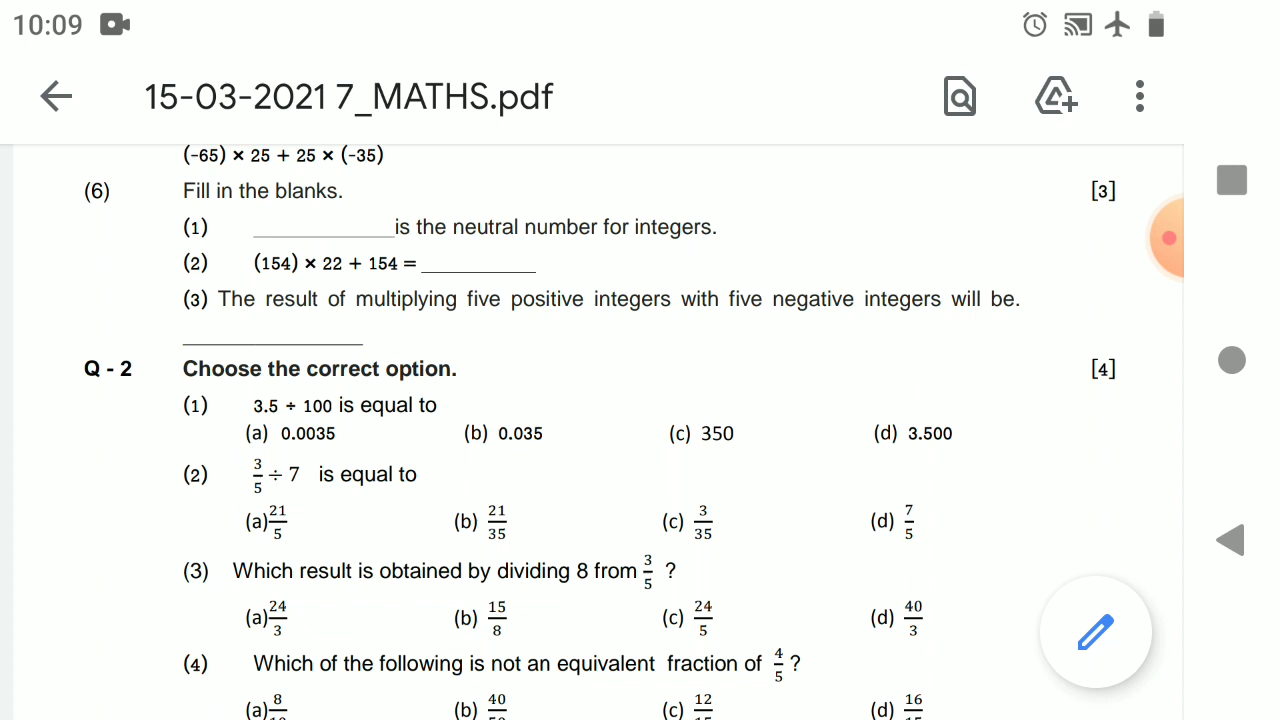 10:09
15-03-2021 7_MATHS.pdf
(-65) × 25 + 25 × (-35)
(6) Fill in the blanks. [3]
(1) _____________is the neutral number for integers.
(2) (154) × 22 + 154 = __________
(3) The result of multiplying five positive integers with five negative integers will be.
________________
Q - 2 Choose the correct option. [4]
(1) 3.5 ÷ 100 is equal to
(a) 0.0035 (b) 0.035 (c) 350 (d) 3.500
(2) 3/5 ÷ 7 is equal to
(a) 21/5 (b) 21/35 (c) 3/35 (d) 7/5
(3) Which result is obtained by dividing 8 from 3/5 ?
(a) 24/3 (b) 15/8 (c) 24/5 (d) 40/3
(4) Which of the following is not an equivalent fraction of 4/5 ?
(a) 8 (b) 40 (c) 12 (d) 16